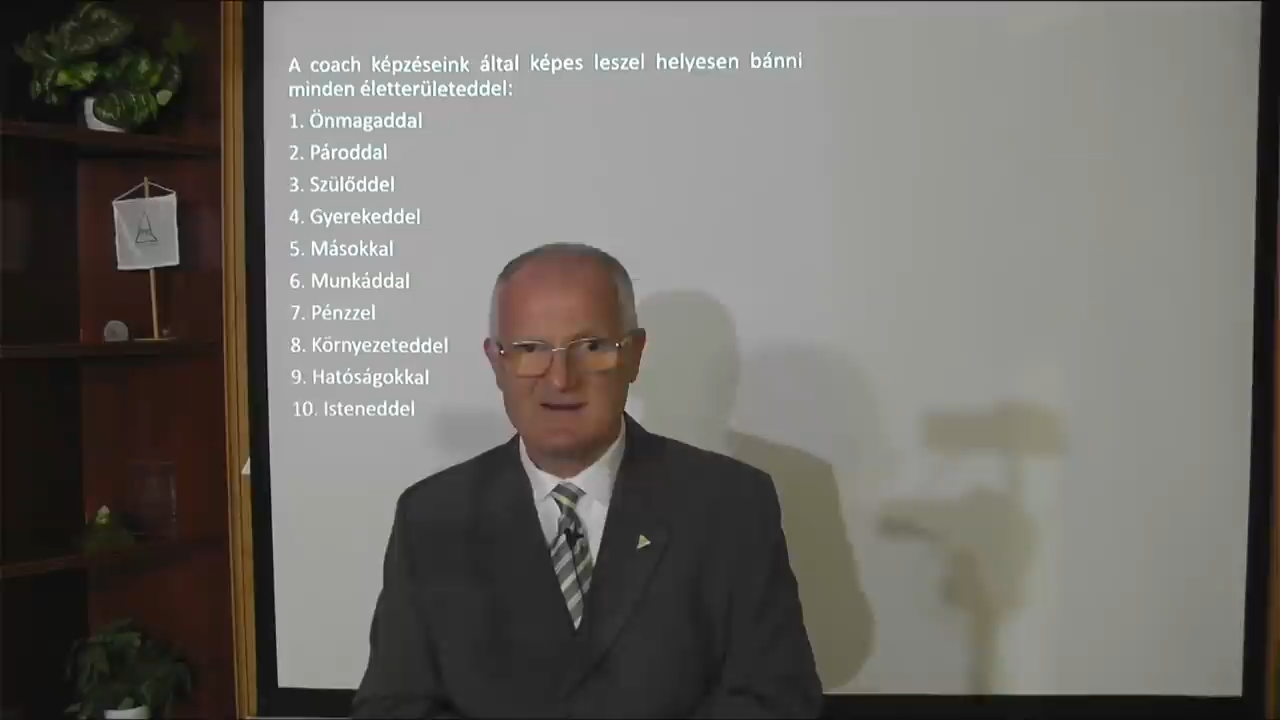 A coach képzéseink által képes leszel helyesen bánni
minden életterületeddel:
1. Önmagaddal
2. Pároddal
3. Szülőddel
4. Gyerekeddel
5. Másokkal
6. Munkáddal
7. Pénzzel
8. Környezeteddel
9. Hatóságokkal
10. Isteneddel